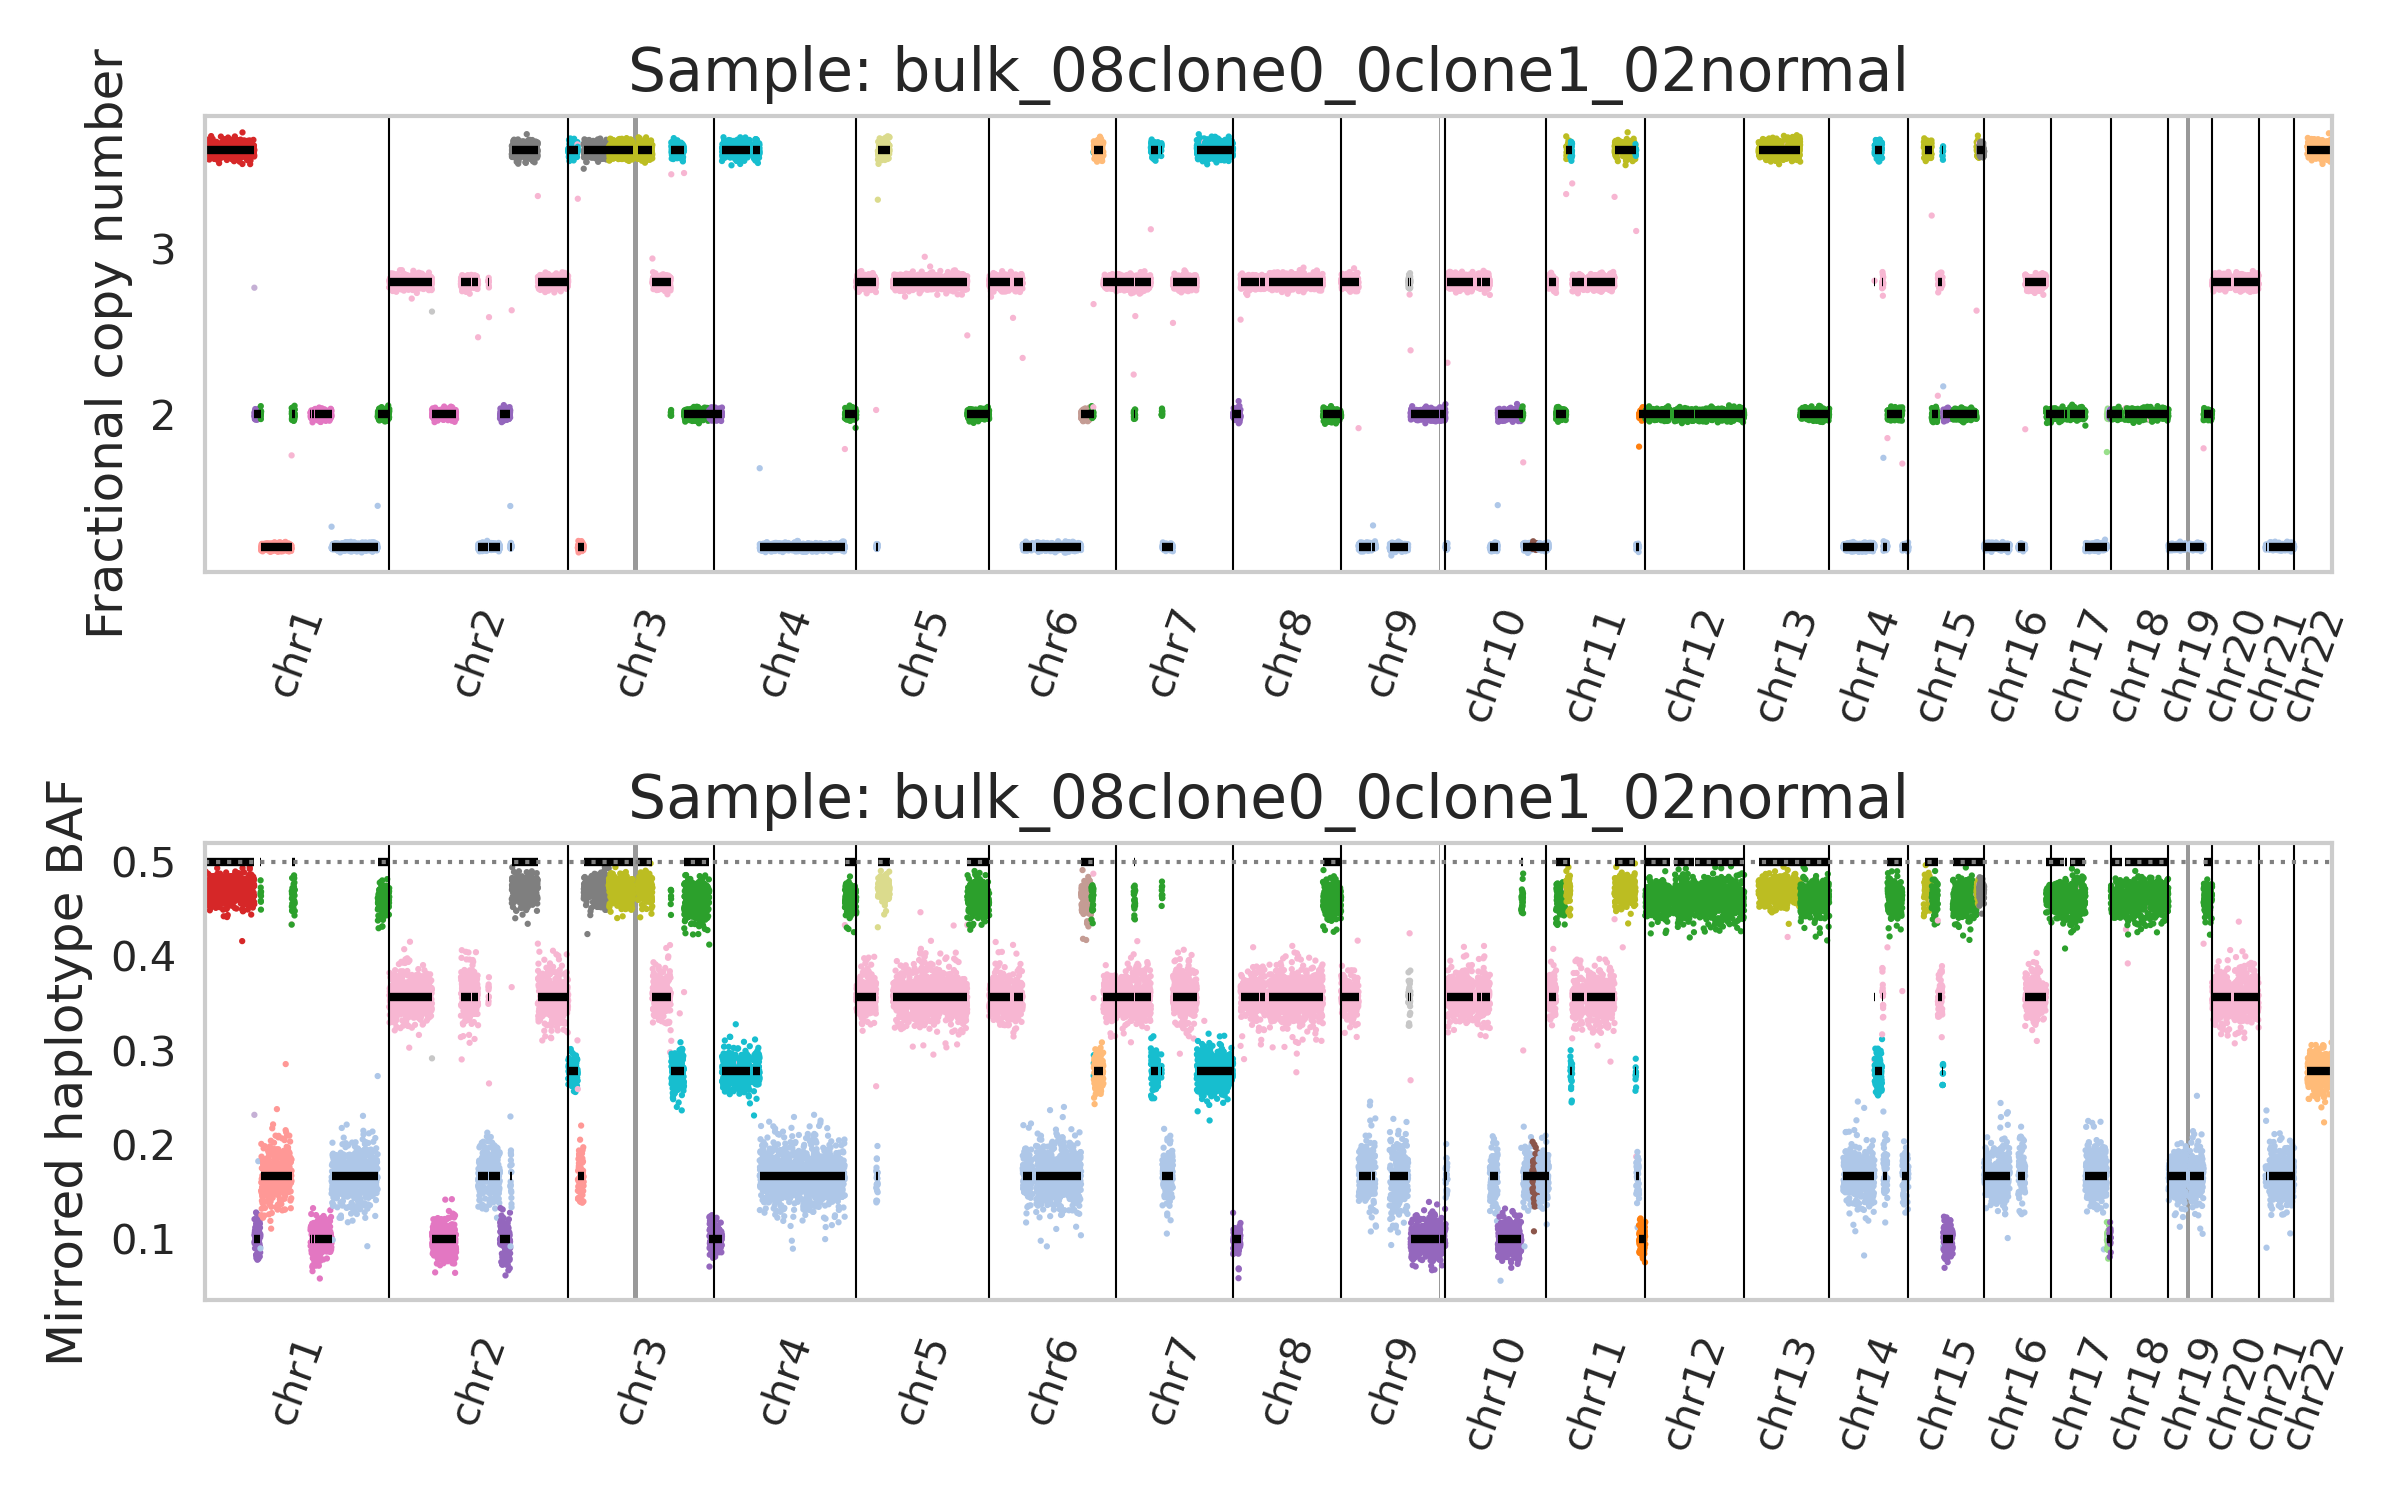 Sample: bulk_08clone0_0clone1_02normal
Fractional copy number
3
2
chr1 chr2 chr3 chr4 chr5 chr6 chr7 chr8 chr9 chr10 chr11 chr12 chr13 chr14 chr15 chr16 chr17 chr18 chr19 chr20 chr21 chr22
Sample: bulk_08clone0_0clone1_02normal
Mirrored haplotype BAF
0.5
0.4
0.3
0.2
0.1
chr1 chr2 chr3 chr4 chr5 chr6 chr7 chr8 chr9 chr10 chr11 chr12 chr13 chr14 chr15 chr16 chr17 chr18 chr19 chr20 chr21 chr22